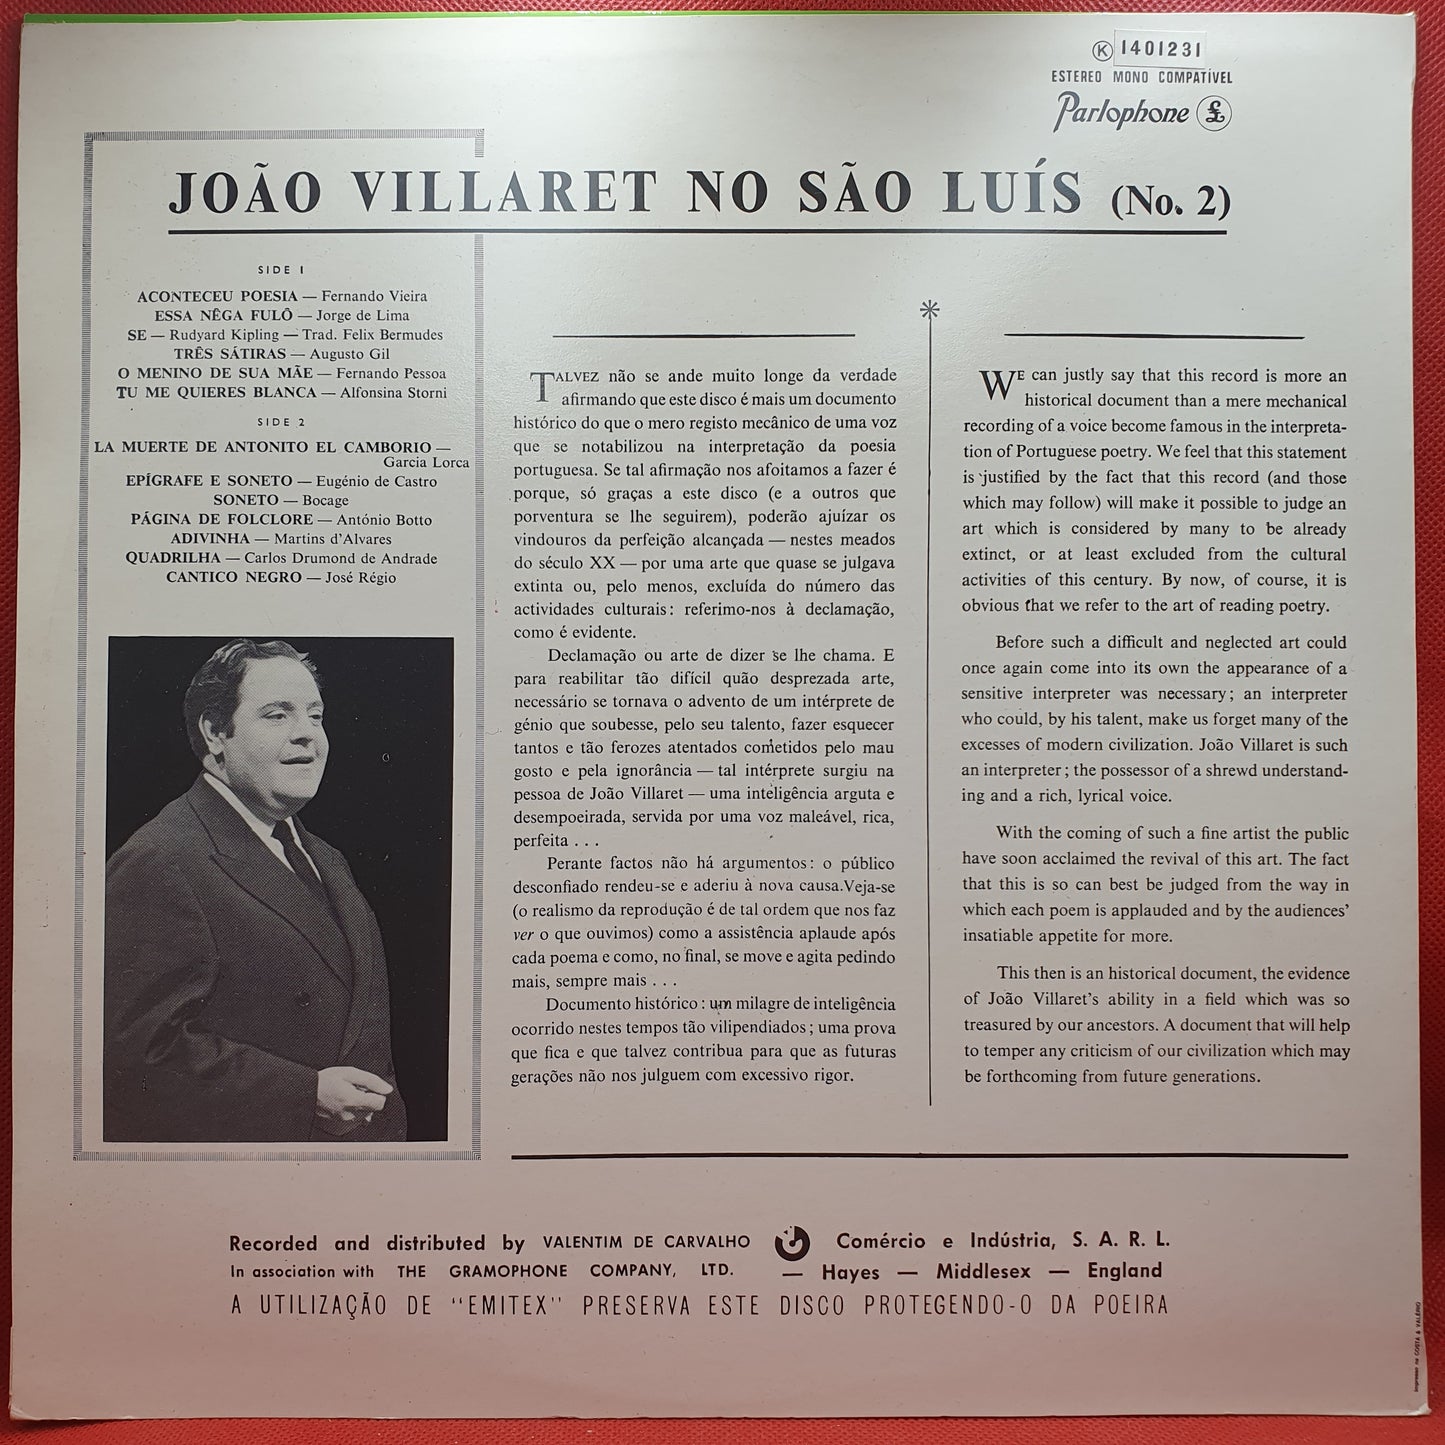 K 1401231
ESTEREO MONO COMPATÍVEL
Parlophone £
JOÃO VILLARET NO SÃO LUÍS (No. 2)
SIDE 1
ACONTECEU POESIA — Fernando Vieira
ESSA NÊGA FULÔ — Jorge de Lima
SE — Rudyard Kipling — Trad. Felix Bermudes
TRÊS SÁTIRAS — Augusto Gil
O MENINO DE SUA MÃE — Fernando Pessoa
TU ME QUIERES BLANCA — Alfonsina Storni
SIDE 2
LA MUERTE DE ANTONITO EL CAMBORIO —
Garcia Lorca
EPÍGRAFE E SONETO — Eugénio de Castro
SONETO — Bocage
PÁGINA DE FOLCLORE — António Botto
ADIVINHA — Martins d'Alvares
QUADRILHA — Carlos Drumond de Andrade
CANTICO NEGRO — José Régio
TALVEZ não se ande muito longe da verdade
afirmando que este disco é mais um documento
histórico do que o mero registo mecânico de uma voz
que se notabilizou na interpretação da poesia
portuguesa. Se tal afirmação nos afoitamos a fazer é
porque, só graças a este disco (e a outros que
porventura se lhe seguirem), poderão ajuízar os
vindouros da perfeição alcançada — nestes meados
do século XX — por uma arte que quase se julgava
extinta ou, pelo menos, excluída do número das
actividades culturais: referimo-nos à declamação,
como é evidente.
Declamação ou arte de dizer se lhe chama. E
para reabilitar tão difícil quão desprezada arte,
necessário se tornava o advento de um intérprete de
génio que soubesse, pelo seu talento, fazer esquecer
tantos e tão ferozes atentados cometidos pelo mau
gosto e pela ignorância — tal intérprete surgiu na
pessoa de João Villaret — uma inteligência arguta e
desempoeirada, servida por uma voz maleável, rica,
perfeita . . .
Perante factos não há argumentos: o público
desconfiado rendeu-se e aderiu à nova causa.Veja-se
(o realismo da reprodução é de tal ordem que nos faz
ver o que ouvimos) como a assistência aplaude após
cada poema e como, no final, se move e agita pedindo
mais, sempre mais . . .
Documento histórico: um milagre de inteligência
ocorrido nestes tempos tão vilipendiados; uma prova
que fica e que talvez contribua para que as futuras
gerações não nos julguem com excessivo rigor.
WE can justly say that this record is more an
historical document than a mere mechanical
recording of a voice become famous in the interpreta-
tion of Portuguese poetry. We feel that this statement
is justified by the fact that this record (and those
which may follow) will make it possible to judge an
art which is considered by many to be already
extinct, or at least excluded from the cultural
activities of this century. By now, of course, it is
obvious that we refer to the art of reading poetry.
Before such a difficult and neglected art could
once again come into its own the appearance of a
sensitive interpreter was necessary; an interpreter
who could, by his talent, make us forget many of the
excesses of modern civilization. João Villaret is such
an interpreter; the possessor of a shrewd understand-
ing and a rich, lyrical voice.
With the coming of such a fine artist the public
have soon acclaimed the revival of this art. The fact
that this is so can best be judged from the way in
which each poem is applauded and by the audiences'
insatiable appetite for more.
This then is an historical document, the evidence
of João Villaret's ability in a field which was so
treasured by our ancestors. A document that will help
to temper any criticism of our civilization which may
be forthcoming from future generations.
Recorded and distributed by VALENTIM DE CARVALHO Comércio e Indústria, S. A. R. L.
In association with THE GRAMOPHONE COMPANY, LTD. — Hayes — Middlesex — England
A UTILIZAÇÃO DE "EMITEX" PRESERVA ESTE DISCO PROTEGENDO-O DA POEIRA
Impresso na COSTA & VALÉRIO